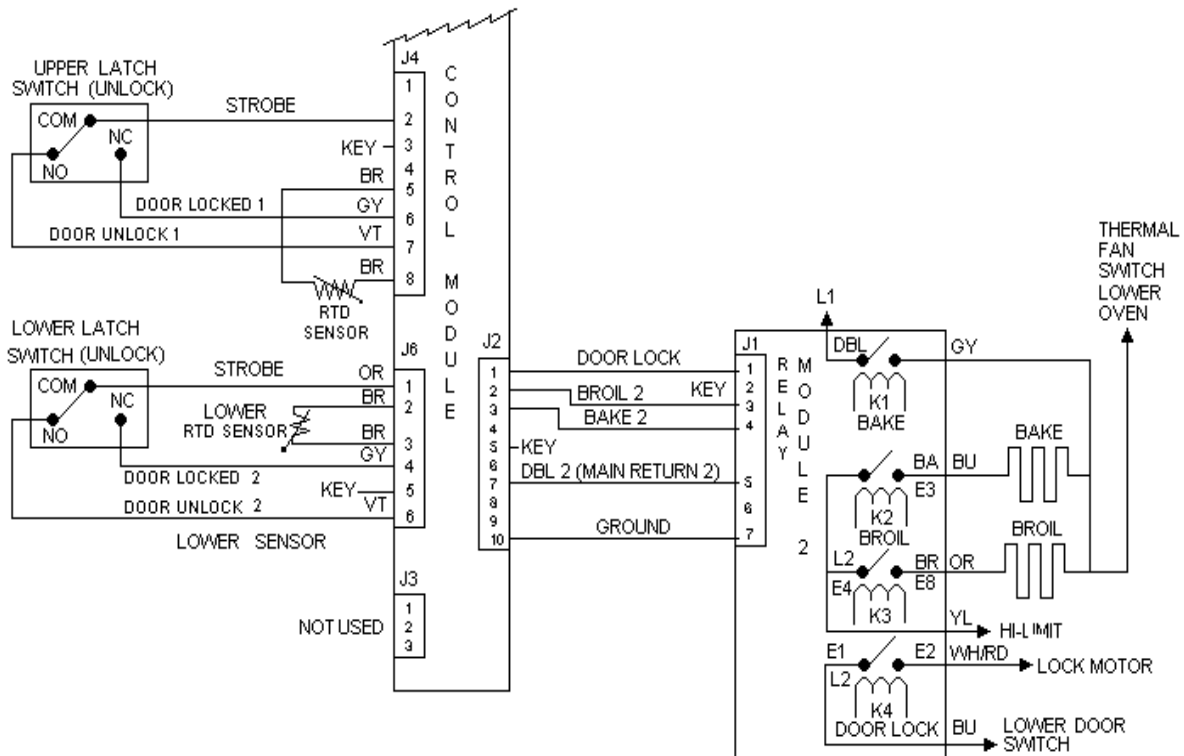 UPPER LATCH
SWITCH (UNLOCK)
COM
NC
NO
STROBE
KEY
BR
GY
VT
BR
DOOR LOCKED 1
DOOR UNLOCK 1
RTD
SENSOR
J4
1
2
3
4
5
6
7
8
CONTROL MODULE
LOWER LATCH
SWITCH (UNLOCK)
COM
NC
NO
STROBE
OR
BR
LOWER
RTD SENSOR
BR
GY
DOOR LOCKED 2
KEY
VT
DOOR UNLOCK 2
LOWER SENSOR
J6
1
2
3
4
5
6
J3
NOT USED
1
2
3
J2
1
2
3
4
5
6
7
8
9
10
DOOR LOCK
BROIL 2
BAKE 2
KEY
DBL 2 (MAIN RETURN 2)
GROUND
KEY
J1
1
2
3
4
5
6
7
RELAY
MODULE 2
L1
DBL
GY
K1
BAKE
THERMAL
FAN
SWITCH
LOWER
OVEN
BA
BU
BAKE
E3
K2
BROIL
BROIL
L2
BR
OR
E4
E8
K3
YL
HI-LIMIT
E1
E2
WH/RD
LOCK MOTOR
L2
K4
DOOR LOCK
BU
LOWER DOOR
SWITCH